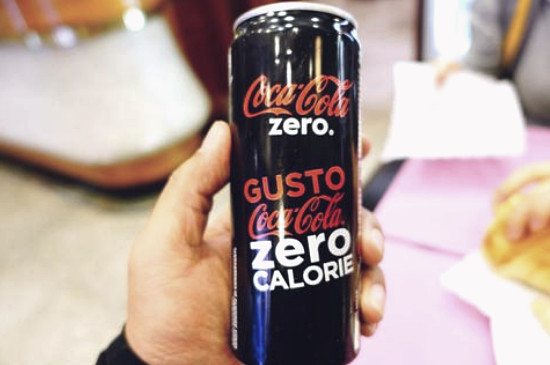 Coca-Cola
zero.
GUSTO
Coca-Cola
zero
CALORIE